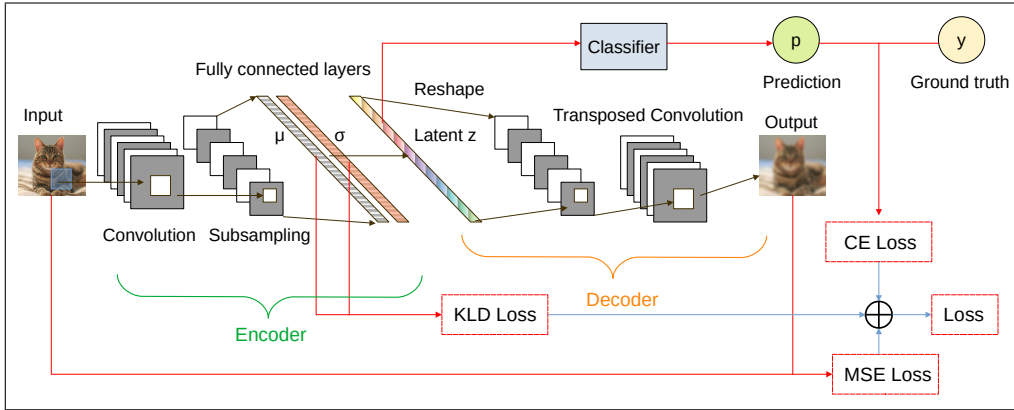 Classifier
p
y
Prediction
Ground truth
Fully connected layers
Reshape
Input
μ
σ
Latent z
Transposed Convolution
Output
Convolution
Subsampling
CE Loss
Encoder
Decoder
KLD Loss
Loss
MSE Loss